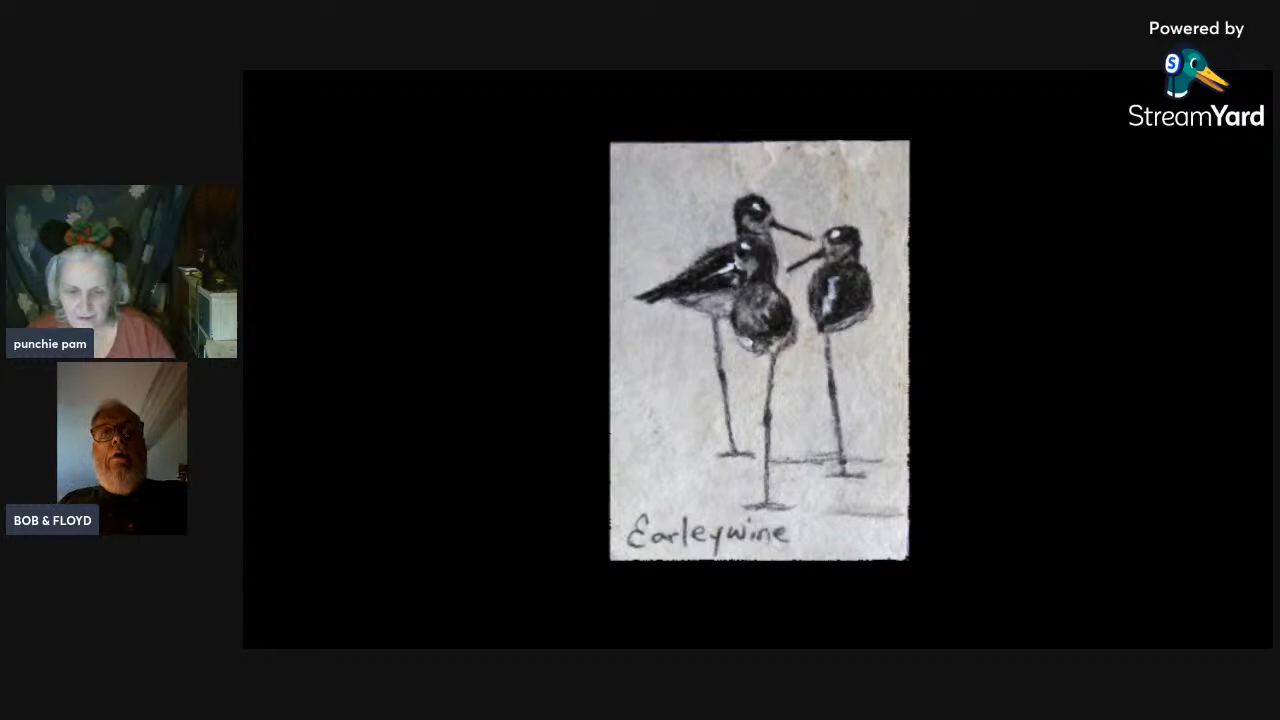 Powered by
S
StreamYard
punchie pam
BOB & FLOYD
Earleywine